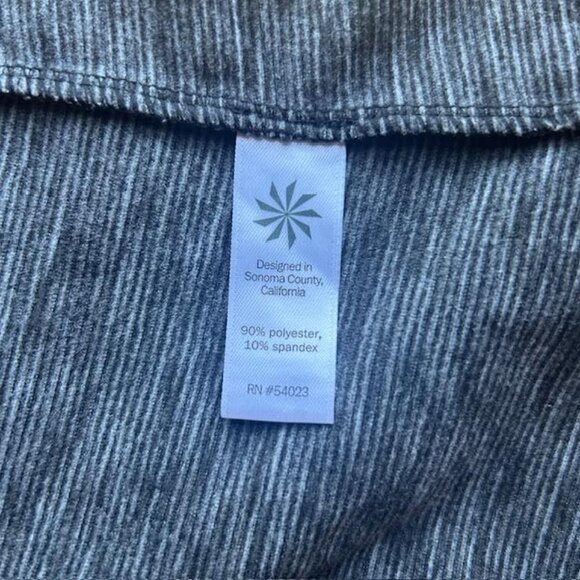 Designed in
Sonoma County,
California
90% polyester,
10% spandex
RN #54023